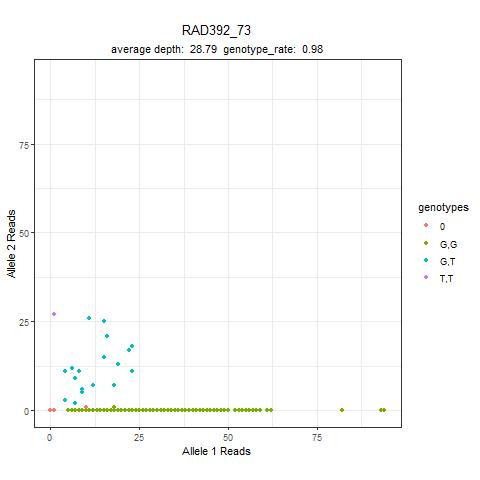 RAD392_73
average depth: 28.79 genotype_rate: 0.98
75
50
25
0
Allele 2 Reads
0 25 50 75
Allele 1 Reads
genotypes
0
G,G
G,T
T,T